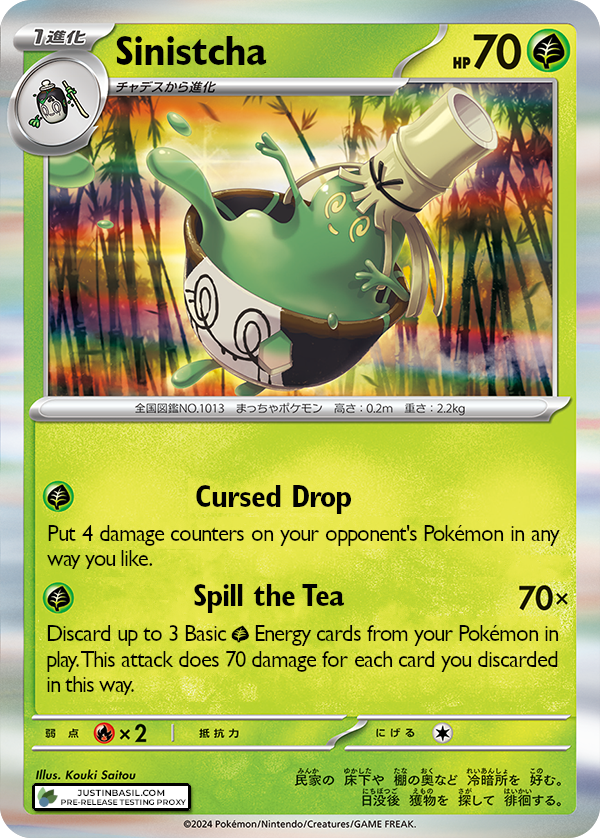 1進化
Sinistcha
HP 70
チャデスから進化
全国図鑑NO.1013 まっちゃポケモン 高さ:0.2m 重さ:2.2kg
Cursed Drop
Put 4 damage counters on your opponent's Pokémon in any
way you like.
Spill the Tea 70×
Discard up to 3 Basic Energy cards from your Pokémon in
play. This attack does 70 damage for each card you discarded
in this way.
弱点 ×2 抵抗力 にげる
Illus. Kouki Saitou
民家の 床下や 棚の奥など 冷暗所を 好む。
日没後 獲物を 探して 徘徊する。
JUSTINBASIL.COM
PRE-RELEASE TESTING PROXY
©2024 Pokémon/Nintendo/Creatures/GAME FREAK.